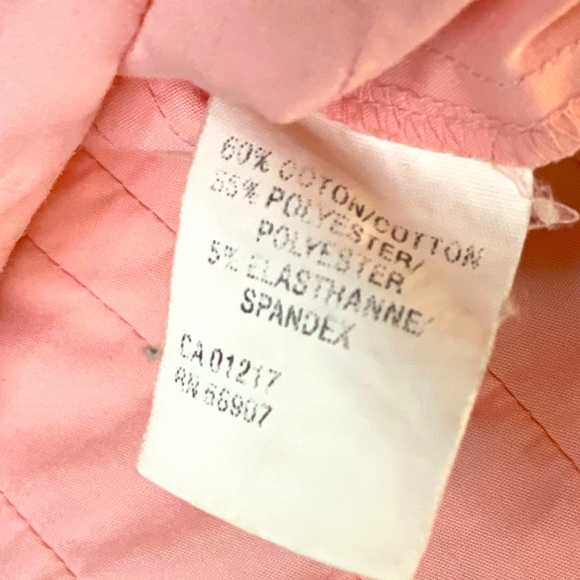 60% COTON/COTTON
35% POLYESTER/
POLYESTER
5% ELASTHANNE/
SPANDEX
CA 01217
RN 66907